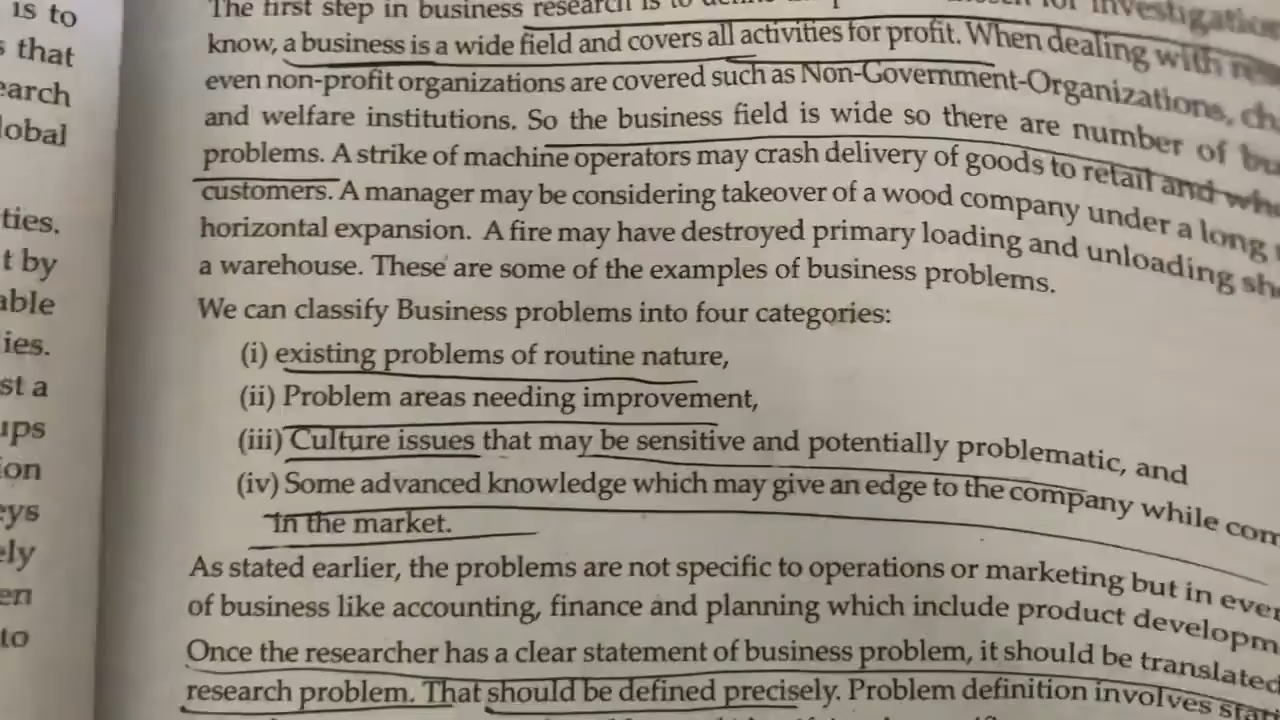 is to
that
earch
lobal
ties.
t by
able
ies.
st a
ups
ion
eys
ely
en
to
The first step in business research is to
know, a business is a wide field and covers all activities for profit. When dealing with
even non-profit organizations are covered such as Non-Government-Organizations,
and welfare institutions. So the business field is wide so there are number of
problems. A strike of machine operators may crash delivery of goods to retail and
customers. A manager may be considering takeover of a wood company under a long
horizontal expansion. A fire may have destroyed primary loading and unloading
a warehouse. These are some of the examples of business problems.
We can classify Business problems into four categories:
(i) existing problems of routine nature,
(ii) Problem areas needing improvement,
(iii) Culture issues that may be sensitive and potentially problematic, and
(iv) Some advanced knowledge which may give an edge to the company while com
in the market.
As stated earlier, the problems are not specific to operations or marketing but in ever
of business like accounting, finance and planning which include product developm
Once the researcher has a clear statement of business problem, it should be translated
research problem. That should be defined precisely. Problem definition involves